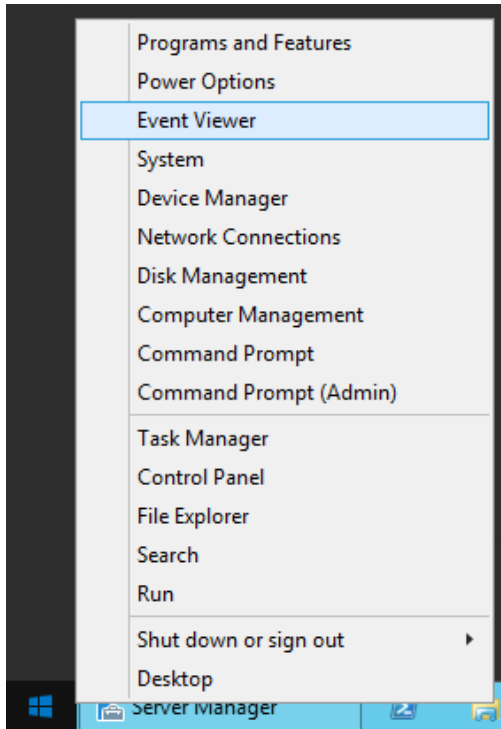 Programs and Features
Power Options
Event Viewer
System
Device Manager
Network Connections
Disk Management
Computer Management
Command Prompt
Command Prompt (Admin)
Task Manager
Control Panel
File Explorer
Search
Run
Shut down or sign out
Desktop
Server Manager